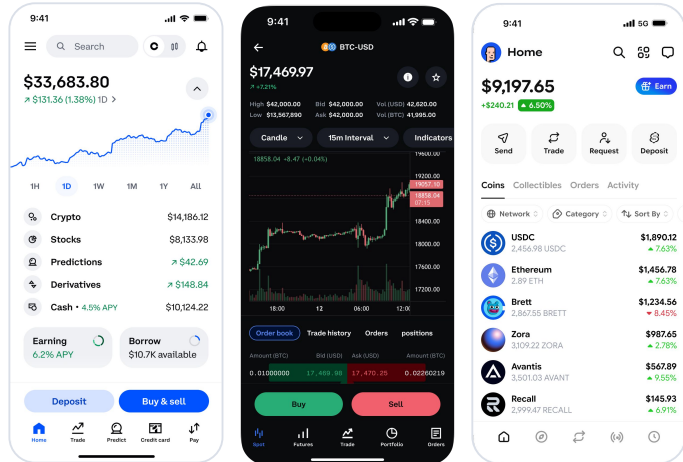 9:41
Search
$33,683.80
↗ $131.36 (1.38%) 1D
1H 1D 1W 1M 1Y All
Crypto $14,186.12
Stocks $8,133.98
Predictions ↗ $42.69
Derivatives ↗ $148.84
Cash • 4.5% APY $10,124.22
Earning
6.2% APY
Borrow
$10.7K available
Deposit Buy & sell
Home Trade Predict Credit card Pay
9:41
BTC-USD
$17,469.97
↗ +7.21%
High $42,000.00 Bid $42,000.00 Vol (USD) 42,620.00
Low $13,567,890 Ask $42,000.00 Vol (BTC) 41,995.00
Candle 15m Interval Indicators
18858.04 +8.47 (+0.04%)
19600.00
19200.00
19057.10
18858.04
07:15
18400.00
18000.00
17600.00
17200.00
18:00 12 06:00 12:00
Order book Trade history Orders positions
Amount (BTC) Bid (USD) Ask (USD) Amount (BTC)
0.01000000 17,469.96 17,470.25 0.02260219
Buy Sell
Spot Futures Trade Portfolio Orders
9:41 5G
Home
$9,197.65
Earn
+$240.21 6.50%
Send Trade Request Deposit
Coins Collectibles Orders Activity
Network Category Sort By
USDC $1,890.12
2,456.98 USDC 7.63%
Ethereum $1,456.78
2.89 ETH 7.63%
Brett $1,234.56
2,867.55 BRETT 8.45%
Zora $987.65
3,109.22 ZORA 2.78%
Avantis $567.89
3,501.03 AVANT 9.55%
Recall $145.93
2,999.47 RECALL 6.91%